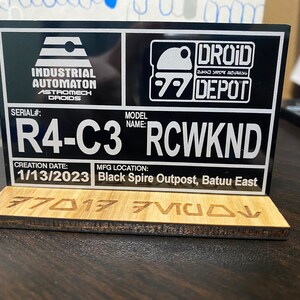 INDUSTRIAL
AUTOMATON
ASTROMECH
DROIDS
DROID
DEPOT
SERIAL#:
R4-C3
MODEL
NAME:
RCWKND
CREATION DATE:
1/13/2023
MFG LOCATION:
Black Spire Outpost, Batuu East